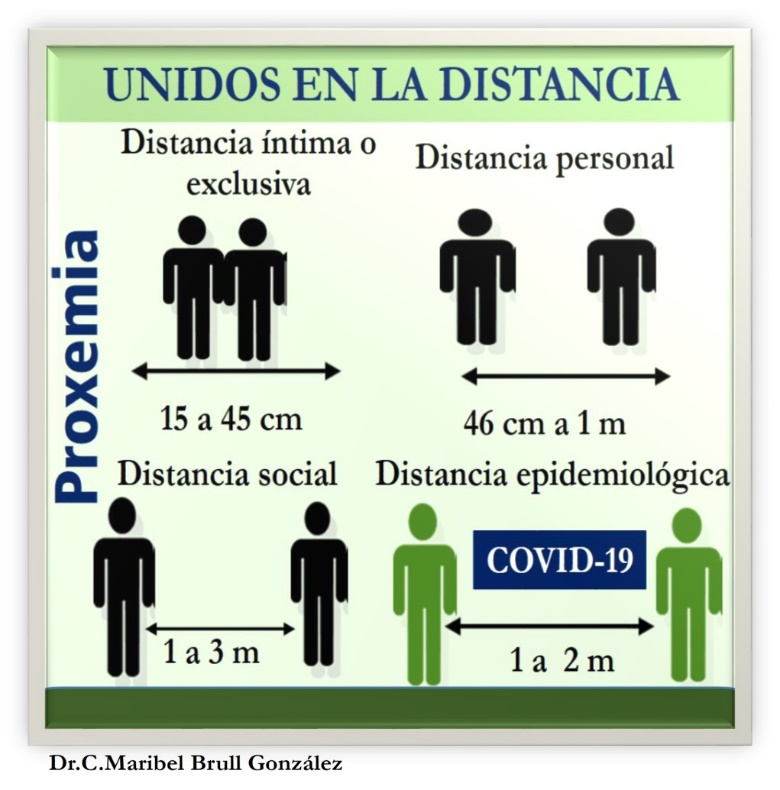 UNIDOS EN LA DISTANCIA
Proxemia
Distancia íntima o
exclusiva
15 a 45 cm
Distancia personal
46 cm a 1 m
Distancia social
1 a 3 m
Distancia epidemiológica
COVID-19
1 a 2 m
Dr.C.Maribel Brull González